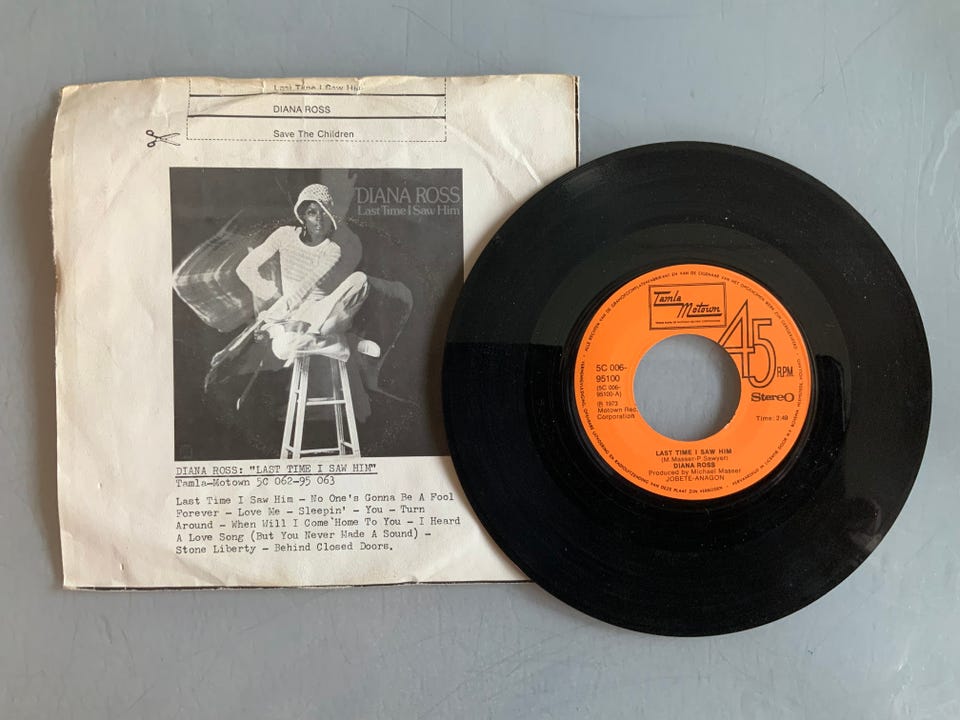 Last Time I Saw Him
DIANA ROSS
Save The Children
DIANA ROSS
Last Time I Saw Him
DIANA ROSS: "LAST TIME I SAW HIM"
Tamla-Motown 5C 062-95 063
Last Time I Saw Him - No One's Gonna Be A Fool
Forever - Love Me - Sleepin' - You - Turn
Around - When Will I Come Home To You - I Heard
A Love Song (But You Never Made A Sound) -
Stone Liberty - Behind Closed Doors.
Tamla
Motown
45
R.P.M.
5C 006-
95100
(5C 006-
95100-A)
Ⓟ 1973
Motown Rec
Corporation
Stereo
Time: 2.49
LAST TIME I SAW HIM
(M.Masser-P.Sawyer)
DIANA ROSS
Produced by Michael Masser
JOBETE-ANAGON